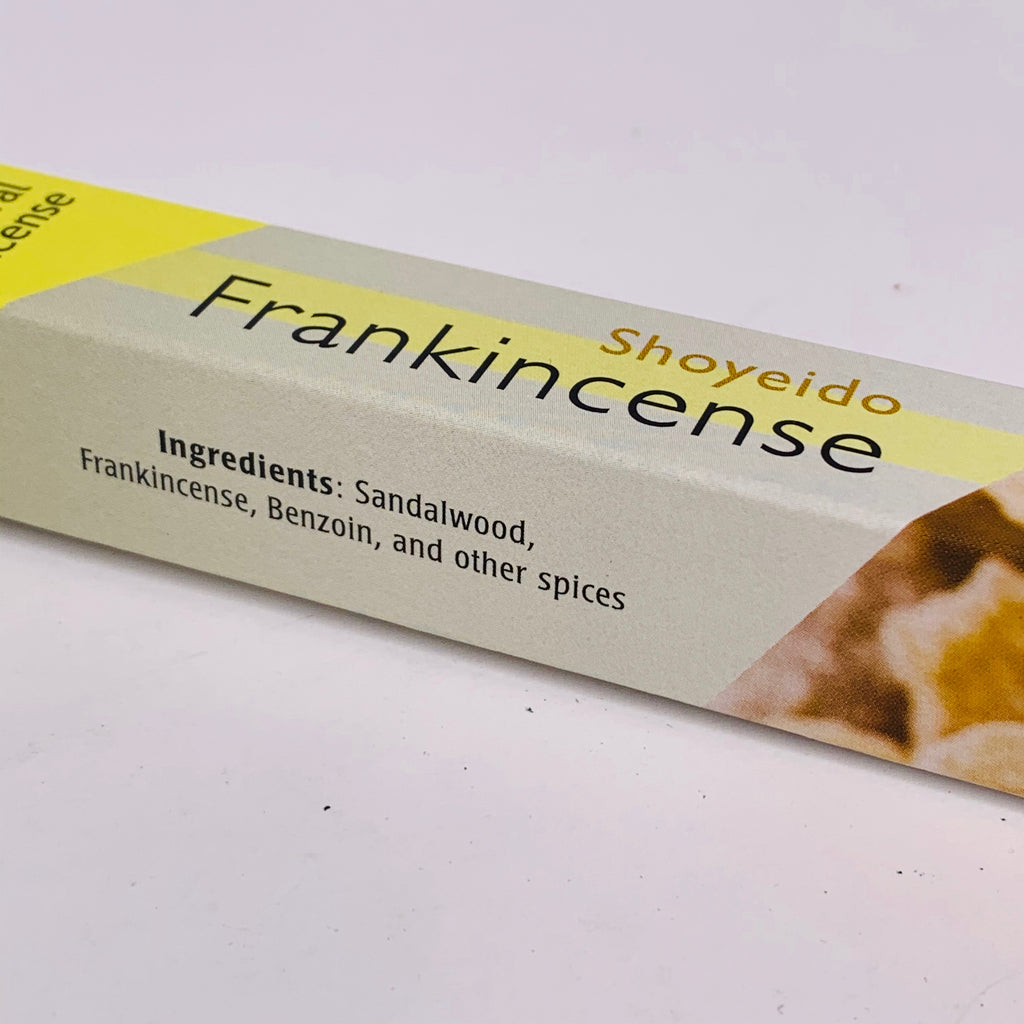 Shoyeido
Frankincense
Ingredients: Sandalwood,
Frankincense, Benzoin, and other spices